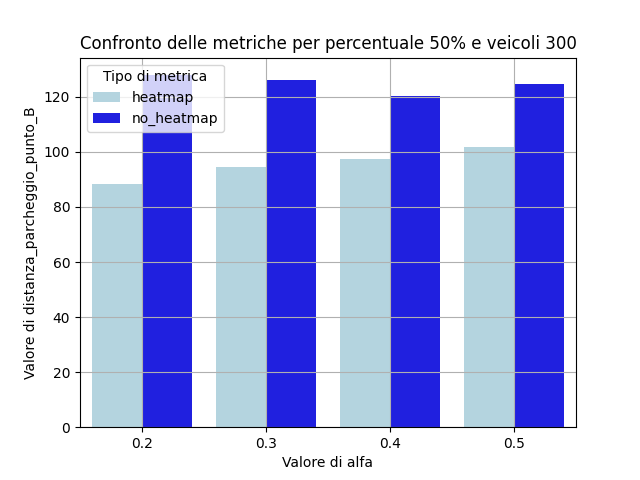 Confronto delle metriche per percentuale 50% e veicoli 300
Tipo di metrica
heatmap
no_heatmap
Valore di distanza_parcheggio_punto_B
120
100
80
60
40
20
0
0.2 0.3 0.4 0.5
Valore di alfa